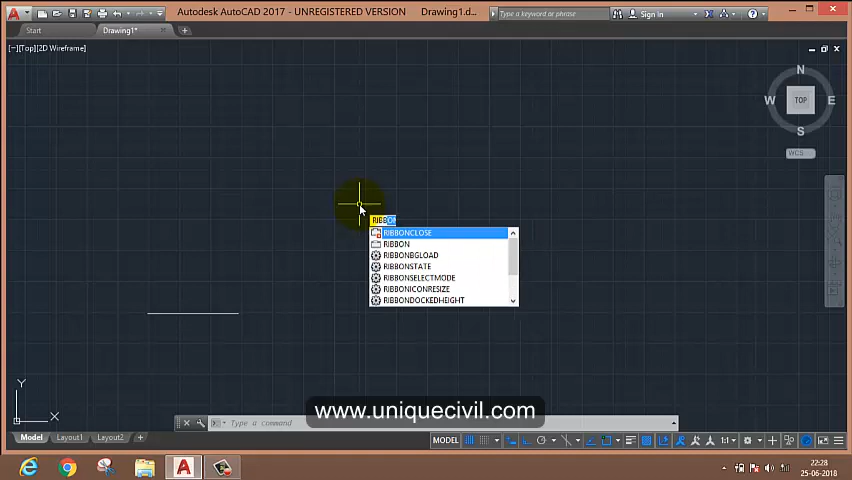 Autodesk AutoCAD 2017 - UNREGISTERED VERSION Drawing1.d...
Type a keyword or phrase
Sign In
Start
Drawing1*
[−][Top][2D Wireframe]
N
W
TOP
E
S
WCS
RIBBON
RIBBONCLOSE
RIBBON
RIBBONBGLOAD
RIBBONSTATE
RIBBONSELECTMODE
RIBBONICONRESIZE
RIBBONDOCKEDHEIGHT
Y
X
www.uniquecivil.com
Type a command
Model
Layout1
Layout2
MODEL
1:1
22:28
25-06-2018